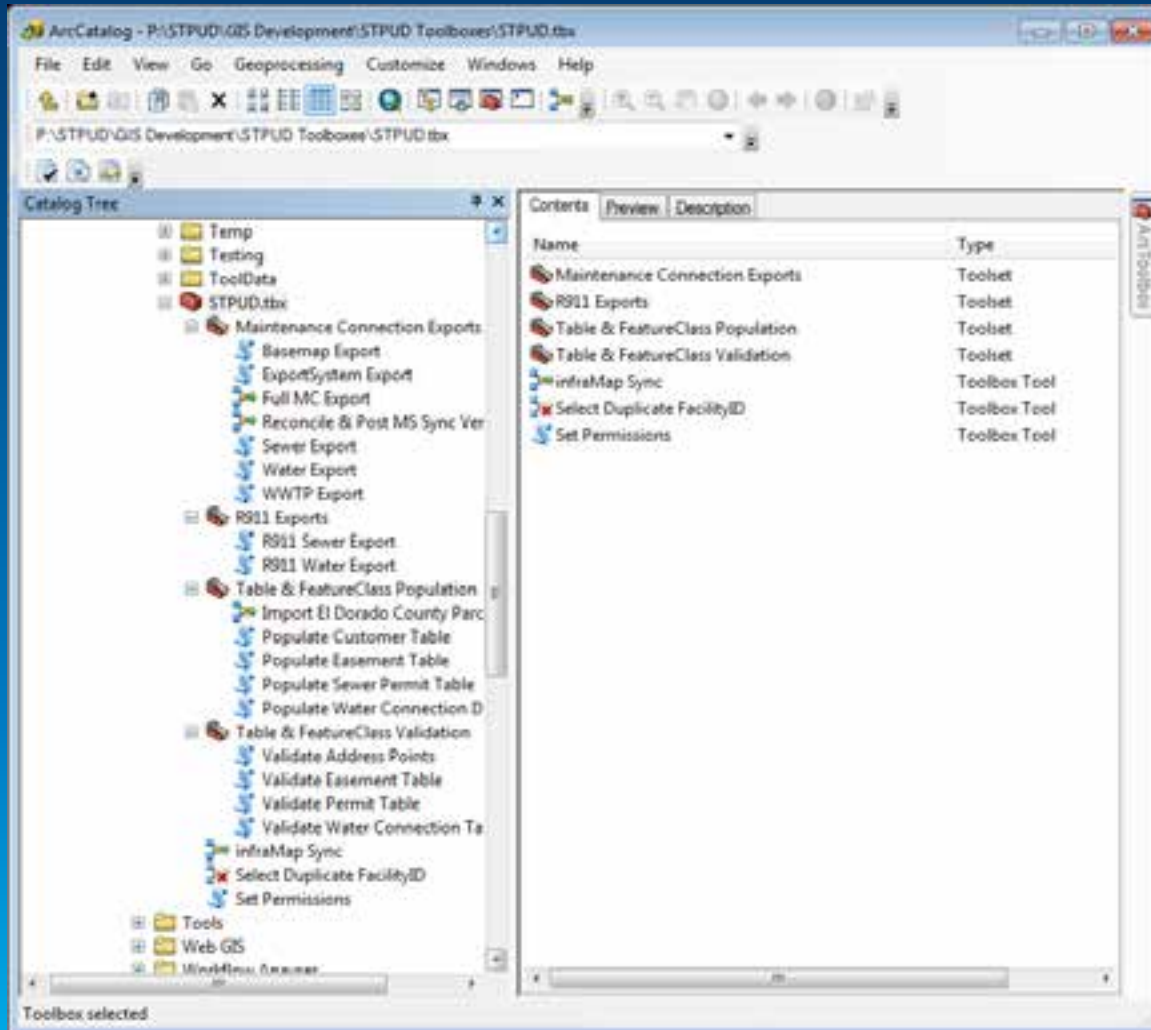 ArcCatalog - P:\STPUD\GIS Development\STPUD Toolboxes\STPUD.tbx
File Edit View Go Geoprocessing Customize Windows Help
P:\STPUD\GIS Development\STPUD Toolboxes\STPUD.tbx
Catalog Tree
Temp
Testing
ToolData
STPUD.tbx
Maintenance Connection Exports
Basemap Export
ExportSystem Export
Full MC Export
Reconcile & Post MS Sync Ver
Sewer Export
Water Export
WWTP Export
R911 Exports
R911 Sewer Export
R911 Water Export
Table & FeatureClass Population
Import El Dorado County Parc
Populate Customer Table
Populate Easement Table
Populate Sewer Permit Table
Populate Water Connection D
Table & FeatureClass Validation
Validate Address Points
Validate Easement Table
Validate Permit Table
Validate Water Connection Ta
infraMap Sync
Select Duplicate FacilityID
Set Permissions
Tools
Web GIS
Contents Preview Description
Name Type
Maintenance Connection Exports Toolset
R911 Exports Toolset
Table & FeatureClass Population Toolset
Table & FeatureClass Validation Toolset
infraMap Sync Toolbox Tool
Select Duplicate FacilityID Toolbox Tool
Set Permissions Toolbox Tool
ArcToolbox
Toolbox selected